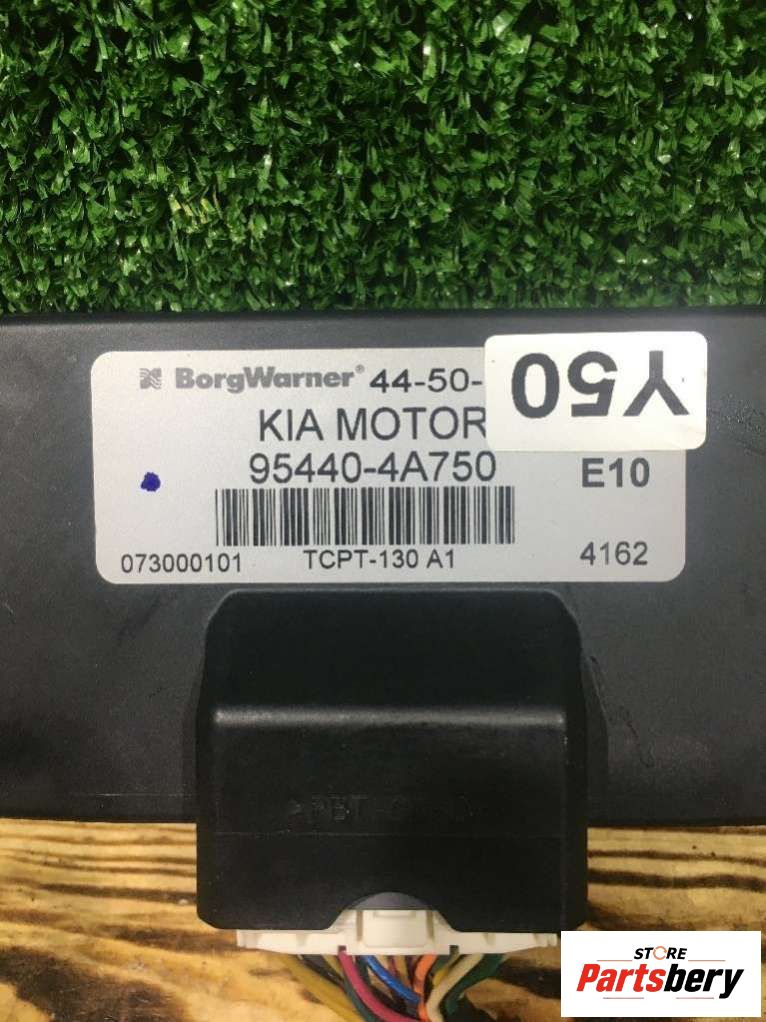 BorgWarner® 44-50-
Y50
KIA MOTOR
95440-4A750
E10
073000101
TCPT-130 A1
4162
STORE
Partsbery